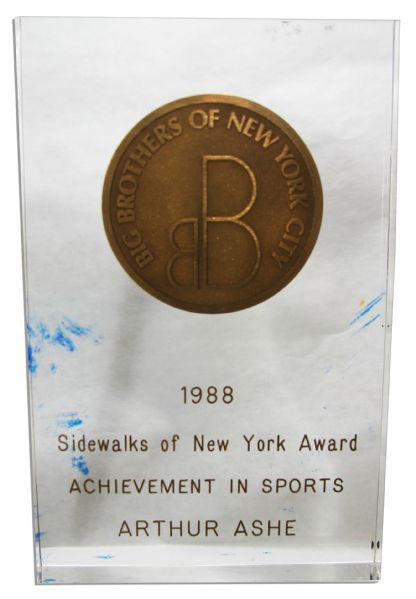 BIG BROTHERS OF NEW YORK CITY
BB
1988
Sidewalks of New York Award
ACHIEVEMENT IN SPORTS
ARTHUR ASHE